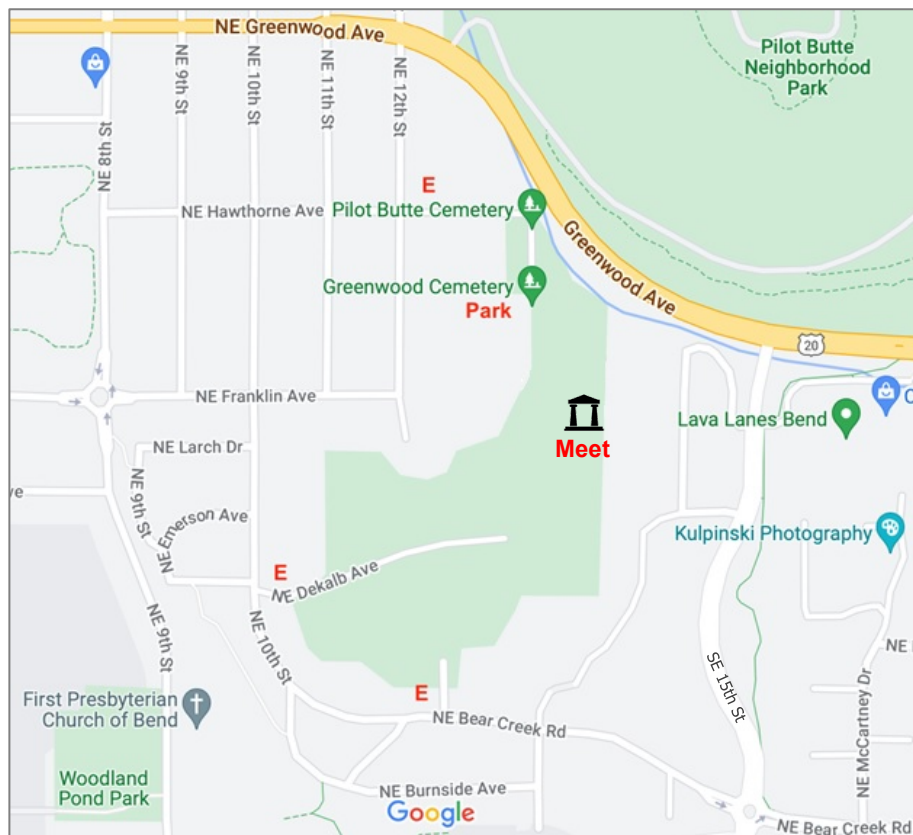 NE Greenwood Ave
Pilot Butte
Neighborhood
Park
NE 8th St
NE 9th St
NE 10th St
NE 11th St
NE 12th St
E
NE Hawthorne Ave
Pilot Butte Cemetery
Greenwood Ave
Greenwood Cemetery
Park
20
NE Franklin Ave
Meet
Lava Lanes Bend
NE Larch Dr
NE 9th St
NE Emerson Ave
Kulpinski Photography
E
NE Dekalb Ave
NE 9th St
NE 10th St
SE 15th St
First Presbyterian
Church of Bend
E
NE Bear Creek Rd
NE McCartney Dr
Woodland
Pond Park
NE Burnside Ave
Google
NE Bear Creek Rd